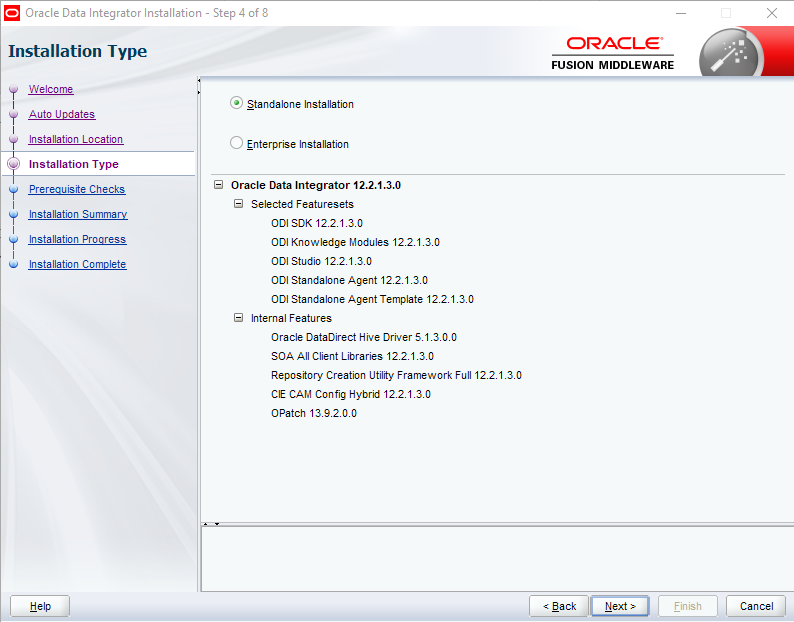 Oracle Data Integrator Installation - Step 4 of 8
Installation Type
ORACLE
FUSION MIDDLEWARE
Welcome
Auto Updates
Installation Location
Installation Type
Prerequisite Checks
Installation Summary
Installation Progress
Installation Complete
Standalone Installation
Enterprise Installation
Oracle Data Integrator 12.2.1.3.0
Selected Featuresets
ODI SDK 12.2.1.3.0
ODI Knowledge Modules 12.2.1.3.0
ODI Studio 12.2.1.3.0
ODI Standalone Agent 12.2.1.3.0
ODI Standalone Agent Template 12.2.1.3.0
Internal Features
Oracle DataDirect Hive Driver 5.1.3.0.0
SOA All Client Libraries 12.2.1.3.0
Repository Creation Utility Framework Full 12.2.1.3.0
CIE CAM Config Hybrid 12.2.1.3.0
OPatch 13.9.2.0.0
Help
< Back
Next >
Finish
Cancel